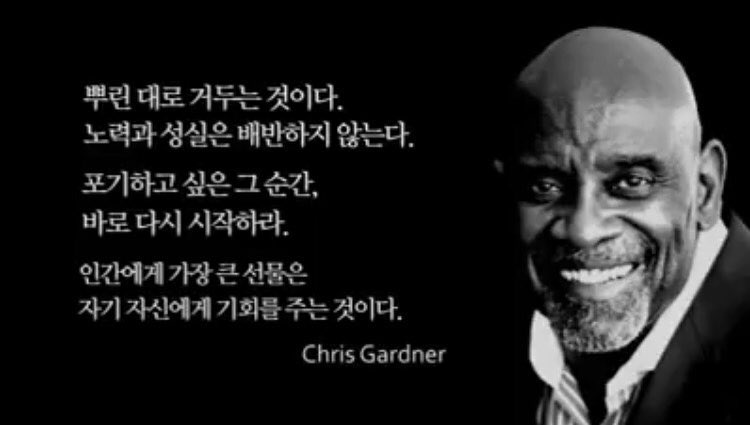 뿌린 대로 거두는 것이다.
노력과 성실은 배반하지 않는다.
포기하고 싶은 그 순간,
바로 다시 시작하라.
인간에게 가장 큰 선물은
자기 자신에게 기회를 주는 것이다.
Chris Gardner